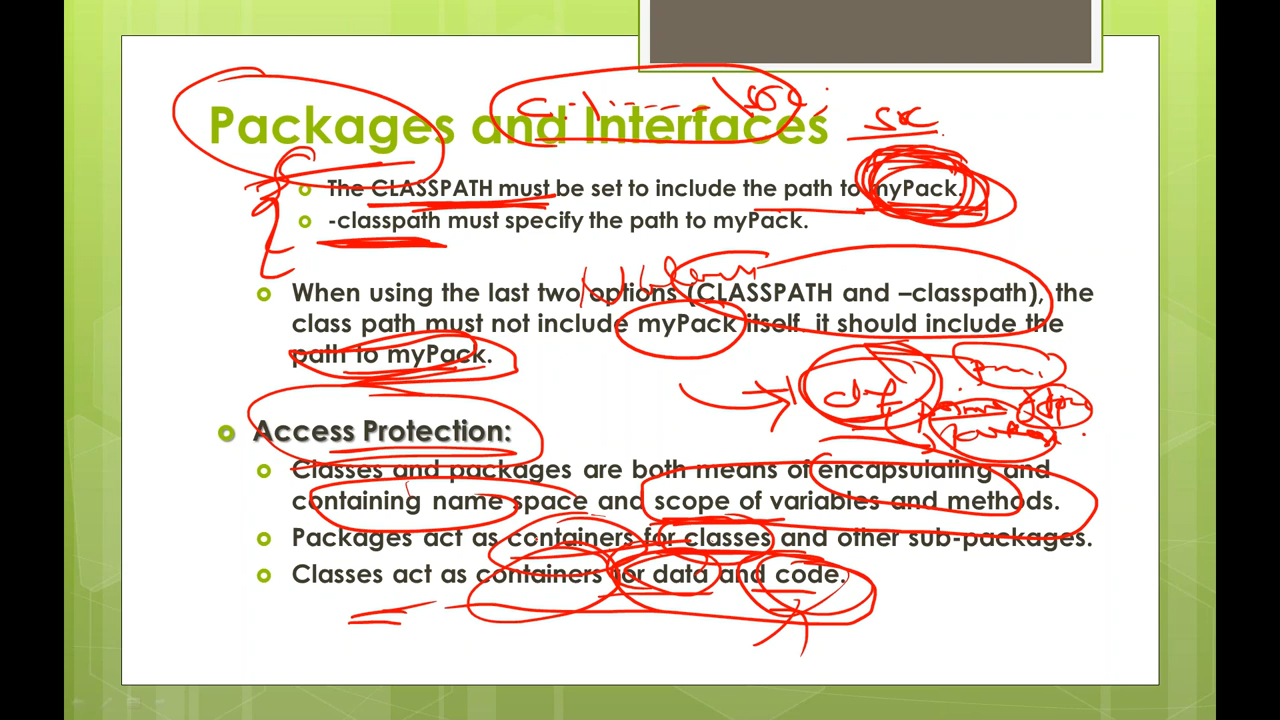 Packages and Interfaces
The CLASSPATH must be set to include the path to myPack.
-classpath must specify the path to myPack.
When using the last two options (CLASSPATH and –classpath), the
class path must not include myPack itself. it should include the
path to myPack.
Access Protection:
Classes and packages are both means of encapsulating and
containing name space and scope of variables and methods.
Packages act as containers for classes and other sub-packages.
Classes act as containers for data and code.